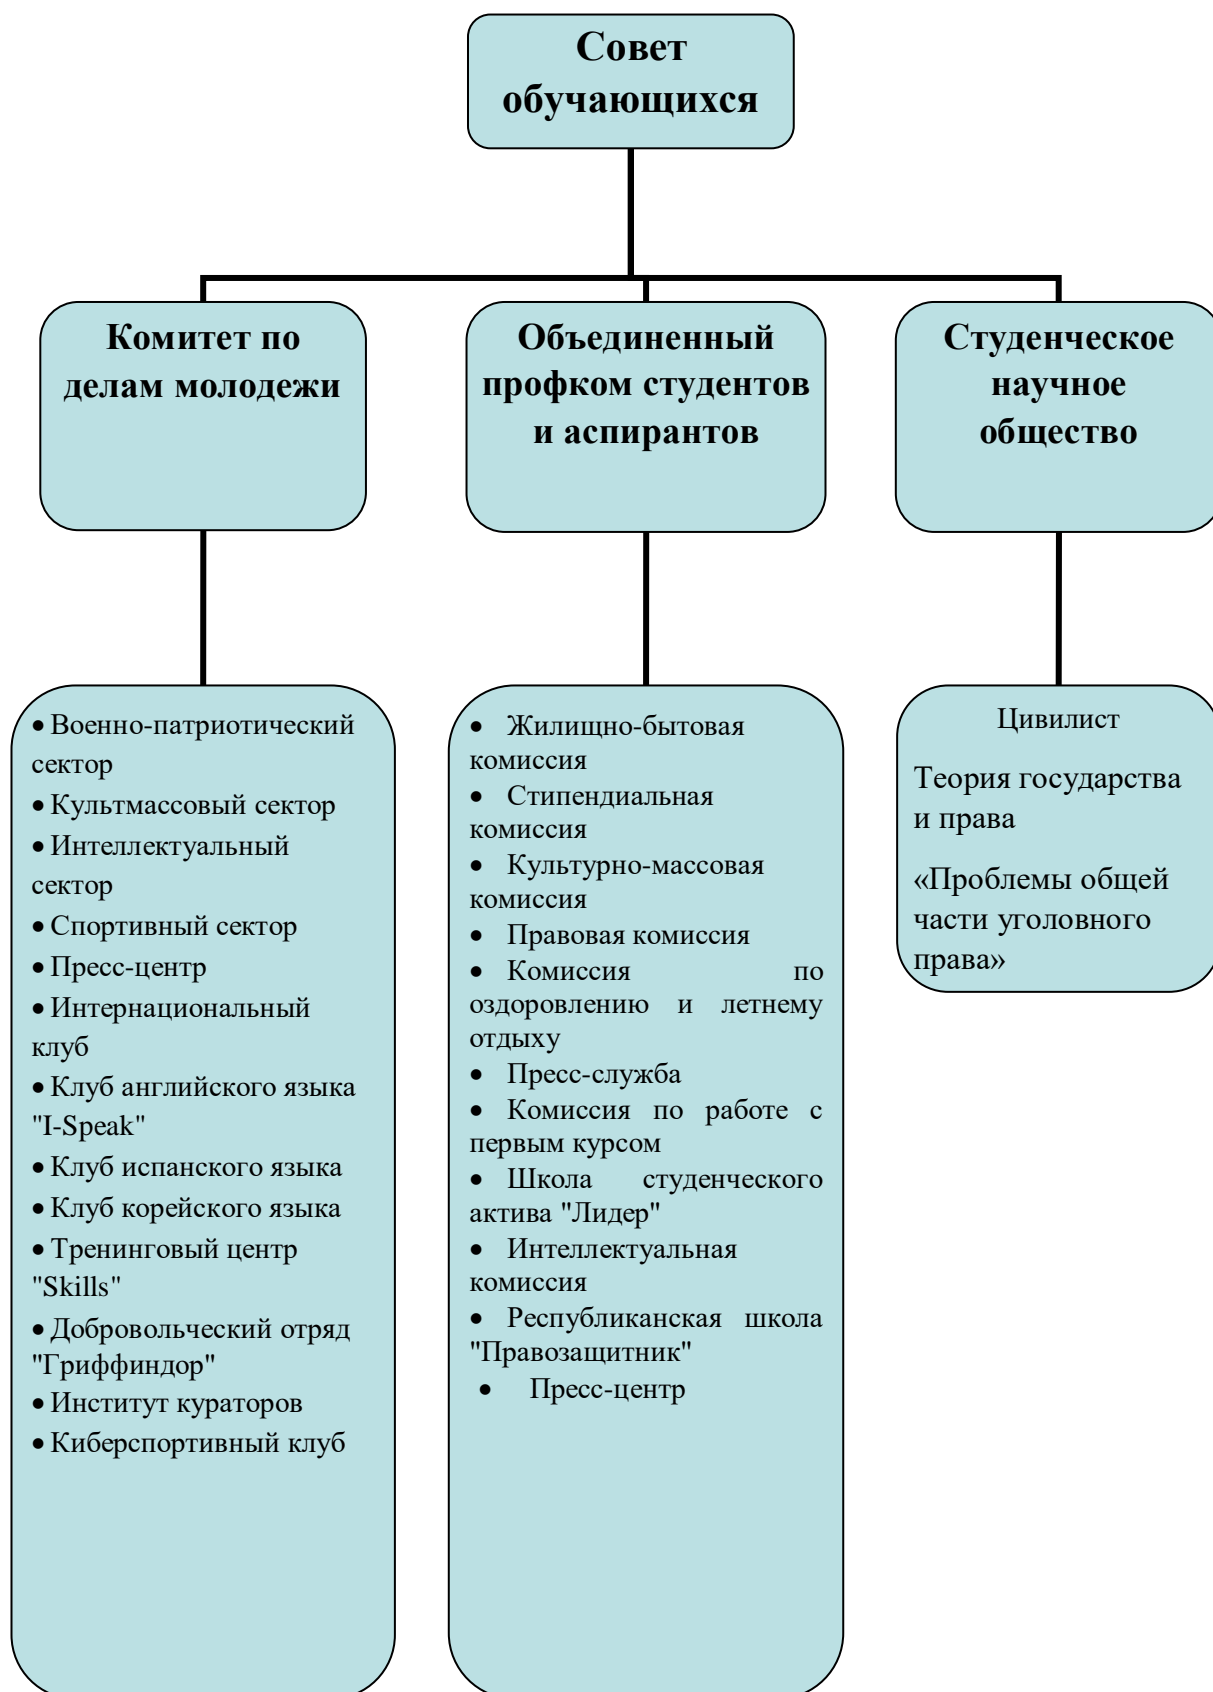 Совет
обучающихся
Комитет по
делам молодежи
Объединенный
профком студентов
и аспирантов
Студенческое
научное
общество
• Военно-патриотический
сектор
• Культмассовый сектор
• Интеллектуальный
сектор
• Спортивный сектор
• Пресс-центр
• Интернациональный
клуб
• Клуб английского языка
"I-Speak"
• Клуб испанского языка
• Клуб корейского языка
• Тренинговый центр
"Skills"
• Добровольческий отряд
"Гриффиндор"
• Институт кураторов
• Киберспортивный клуб
• Жилищно-бытовая
комиссия
• Стипендиальная
комиссия
• Культурно-массовая
комиссия
• Правовая комиссия
• Комиссия по
оздоровлению и летнему
отдыху
• Пресс-служба
• Комиссия по работе с
первым курсом
• Школа студенческого
актива "Лидер"
• Интеллектуальная
комиссия
• Республиканская школа
"Правозащитник"
• Пресс-центр
Цивилист
Теория государства
и права
«Проблемы общей
части уголовного
права»